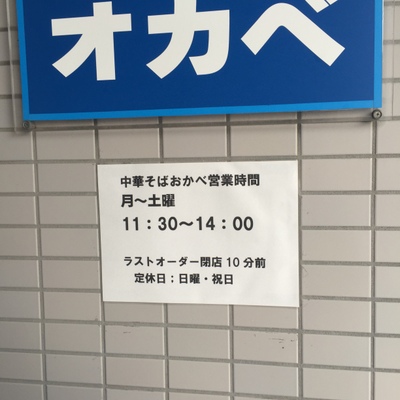 オカベ
中華そばおかべ営業時間
月～土曜
11：30～14：00
ラストオーダー閉店10分前
定休日：日曜・祝日